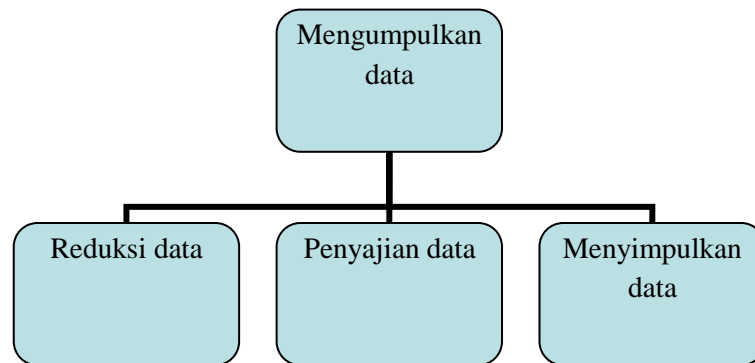 Mengumpulkan
data
Reduksi data
Penyajian data
Menyimpulkan
data